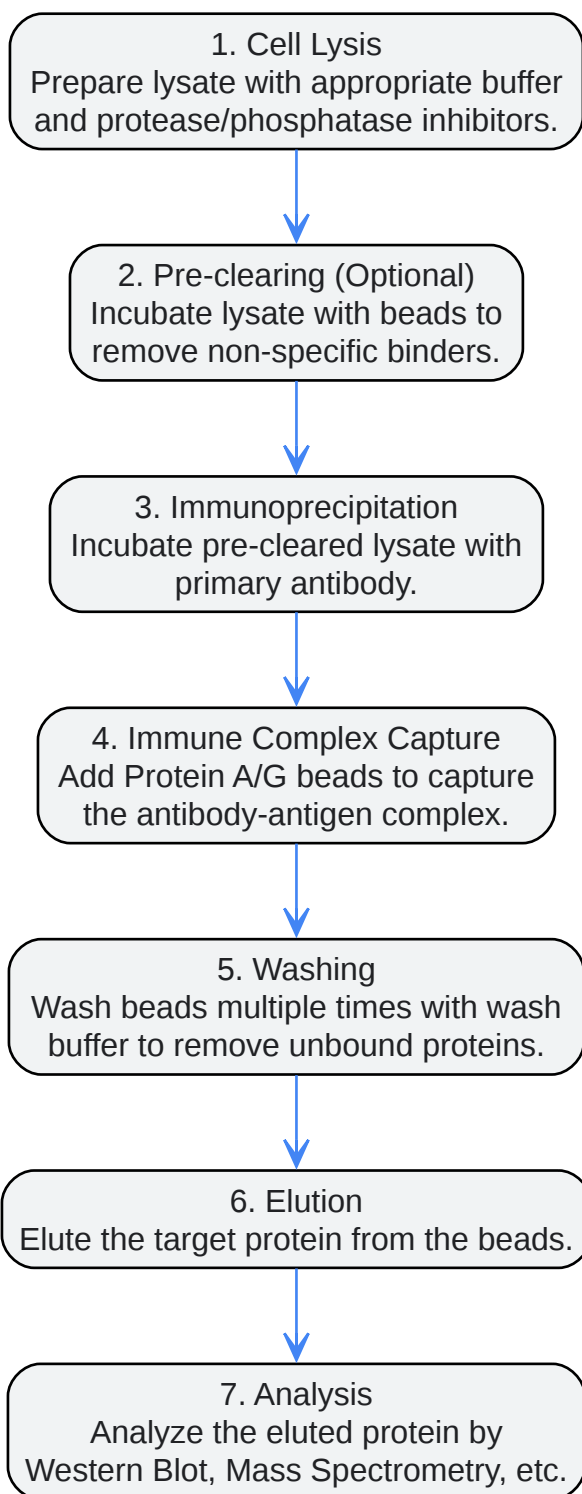 1. Cell Lysis
Prepare lysate with appropriate buffer
and protease/phosphatase inhibitors.
2. Pre-clearing (Optional)
Incubate lysate with beads to
remove non-specific binders.
3. Immunoprecipitation
Incubate pre-cleared lysate with
primary antibody.
4. Immune Complex Capture
Add Protein A/G beads to capture
the antibody-antigen complex.
5. Washing
Wash beads multiple times with wash
buffer to remove unbound proteins.
6. Elution
Elute the target protein from the beads.
7. Analysis
Analyze the eluted protein by
Western Blot, Mass Spectrometry, etc.